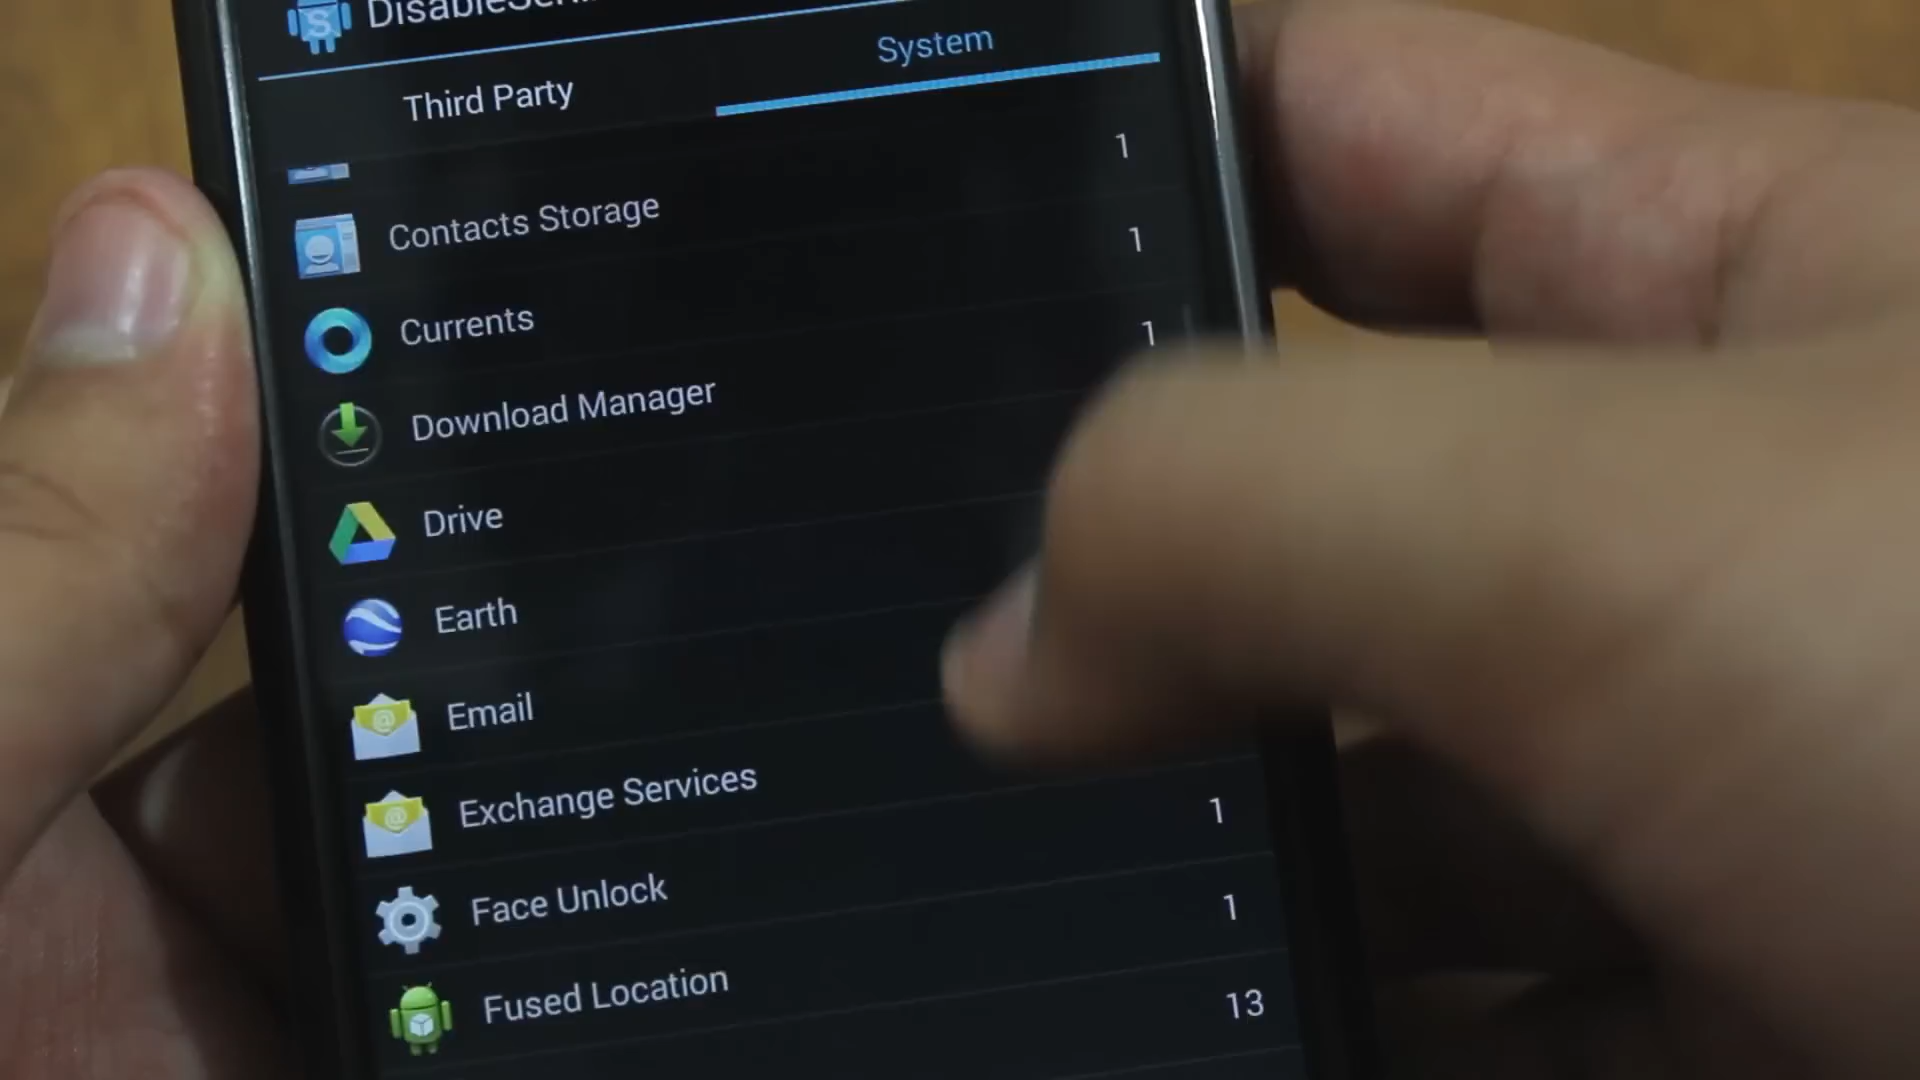 Third Party
System
1
Contacts Storage
1
Currents
1
Download Manager
Drive
Earth
Email
Exchange Services
1
Face Unlock
1
Fused Location
13